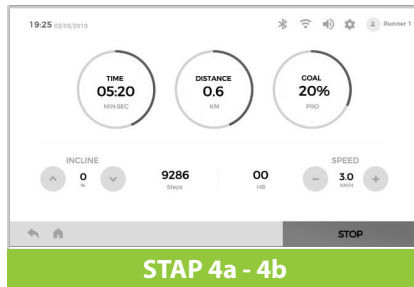 19:25 02/05/2019
Runner 1
TIME
05:20
MIN:SEC
DISTANCE
0.6
KM
GOAL
20%
PRO
INCLINE
0
%
9286
Steps
00
HR
SPEED
3.0
KM/H
STOP
STAP 4a - 4b